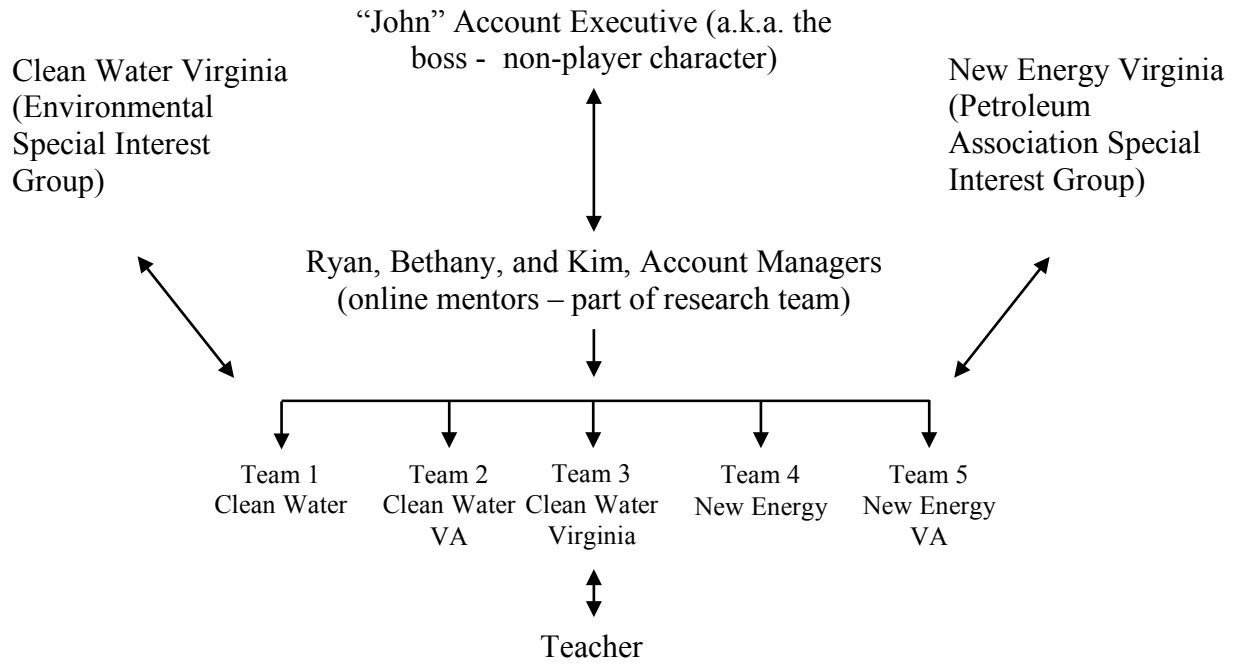 “John” Account Executive (a.k.a. the
boss -  non-player character)
Clean Water Virginia
(Environmental
Special Interest
Group)
New Energy Virginia
(Petroleum
Association Special
Interest Group)
Ryan, Bethany, and Kim, Account Managers
(online mentors – part of research team)
Team 1
Clean Water
Team 2
Clean Water
VA
Team 3
Clean Water
Virginia
Team 4
New Energy
Team 5
New Energy
VA
Teacher